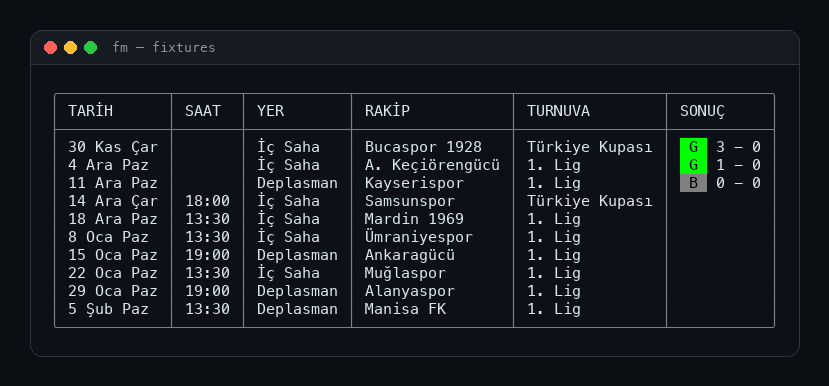 fm — fixtures
TARİH SAAT YER RAKİP TURNUVA SONUÇ
30 Kas Çar İç Saha Bucaspor 1928 Türkiye Kupası G 3 – 0
4 Ara Paz İç Saha A. Keçiörengücü 1. Lig G 1 – 0
11 Ara Paz Deplasman Kayserispor 1. Lig B 0 – 0
14 Ara Çar 18:00 İç Saha Samsunspor Türkiye Kupası
18 Ara Paz 13:30 İç Saha Mardin 1969 1. Lig
8 Oca Paz 13:30 İç Saha Ümraniyespor 1. Lig
15 Oca Paz 19:00 Deplasman Ankaragücü 1. Lig
22 Oca Paz 13:30 İç Saha Muğlaspor 1. Lig
29 Oca Paz 19:00 Deplasman Alanyaspor 1. Lig
5 Şub Paz 13:30 Deplasman Manisa FK 1. Lig